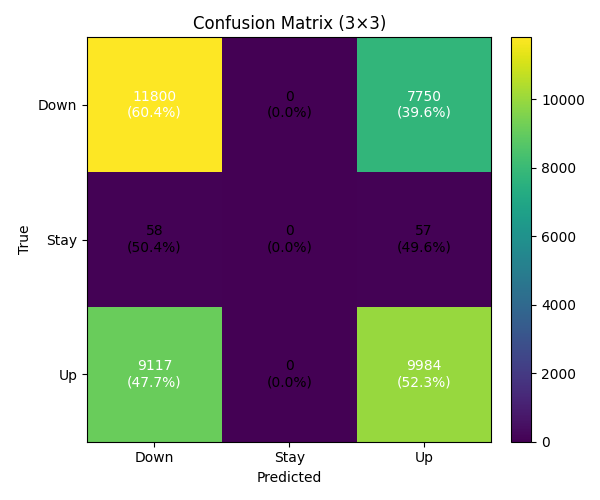 Confusion Matrix (3×3)
True
Down
11800
(60.4%)
0
(0.0%)
7750
(39.6%)
Stay
58
(50.4%)
0
(0.0%)
57
(49.6%)
Up
9117
(47.7%)
0
(0.0%)
9984
(52.3%)
Down
Stay
Up
Predicted
10000
8000
6000
4000
2000
0